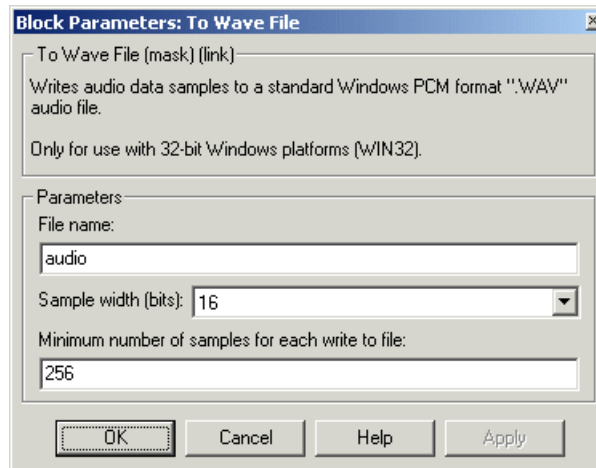 Block Parameters: To Wave File
To Wave File (mask) (link)
Writes audio data samples to a standard Windows PCM format ".WAV"
audio file.
Only for use with 32-bit Windows platforms (WIN32).
Parameters
File name:
audio
Sample width (bits): 16
Minimum number of samples for each write to file:
256
OK Cancel Help Apply